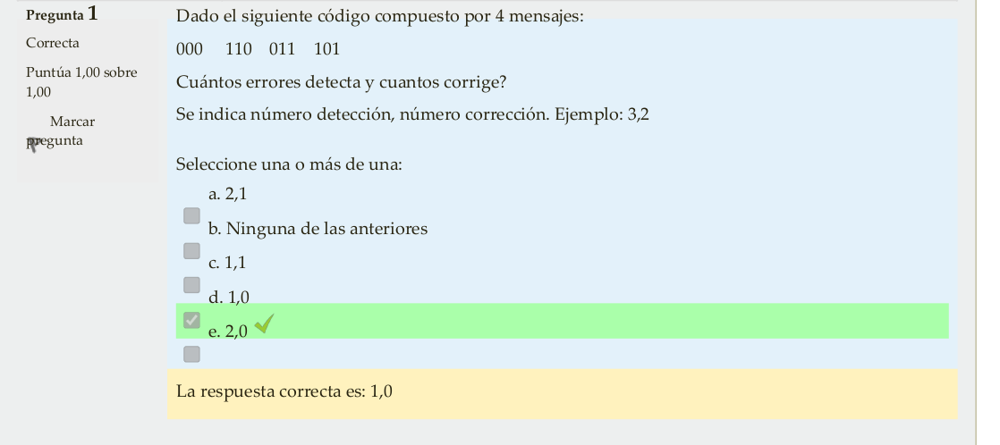 Pregunta 1
Correcta
Puntúa 1,00 sobre
1,00
Marcar
pregunta
Dado el siguiente código compuesto por 4 mensajes:
000 110 011 101
Cuántos errores detecta y cuantos corrige?
Se indica número detección, número corrección. Ejemplo: 3,2
Seleccione una o más de una:
a. 2,1
b. Ninguna de las anteriores
c. 1,1
d. 1,0
e. 2,0
La respuesta correcta es: 1,0